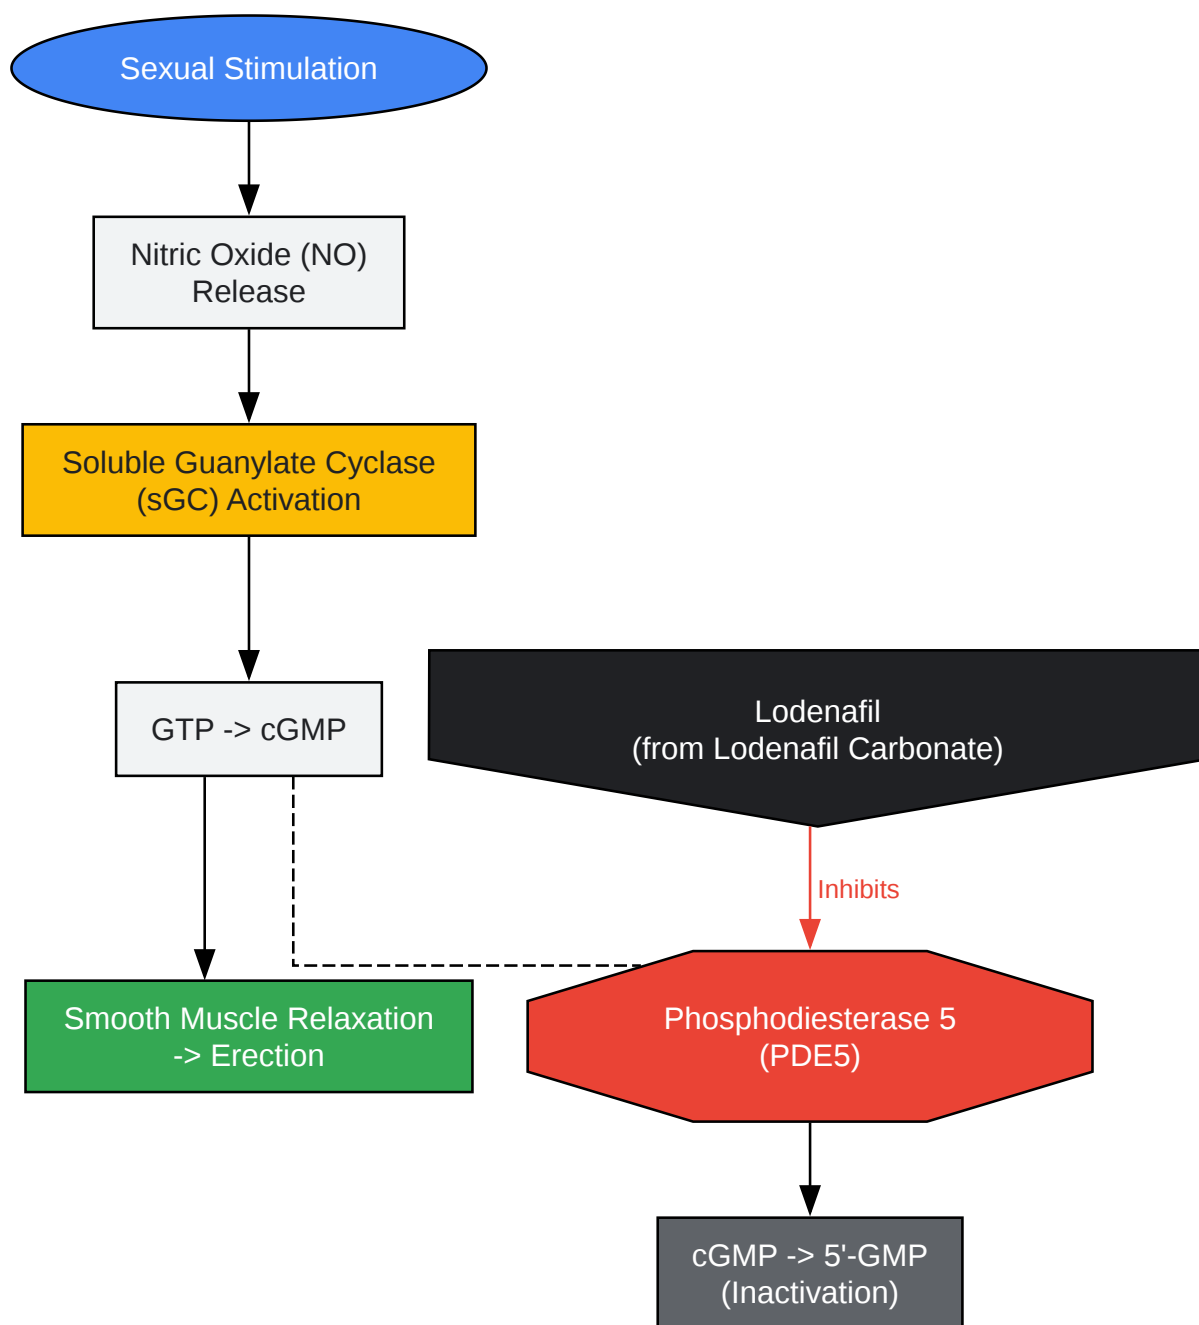 Sexual Stimulation
Nitric Oxide (NO)
Release
Soluble Guanylate Cyclase
(sGC) Activation
GTP -> cGMP
Lodenafil
(from Lodenafil Carbonate)
Inhibits
Smooth Muscle Relaxation
-> Erection
Phosphodiesterase 5
(PDE5)
cGMP -> 5'-GMP
(Inactivation)